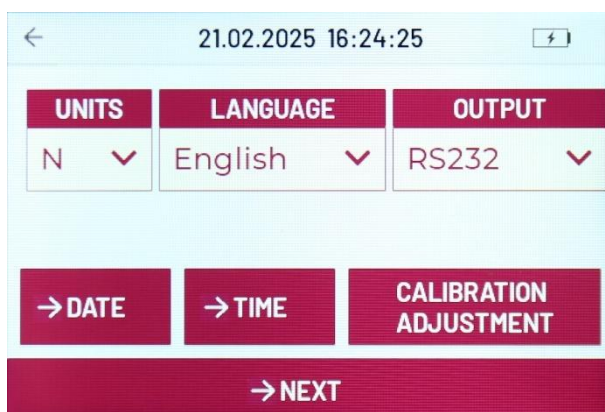 ← 21.02.2025 16:24:25
UNITS LANGUAGE OUTPUT
N English RS232
→DATE →TIME CALIBRATION
ADJUSTMENT
→NEXT